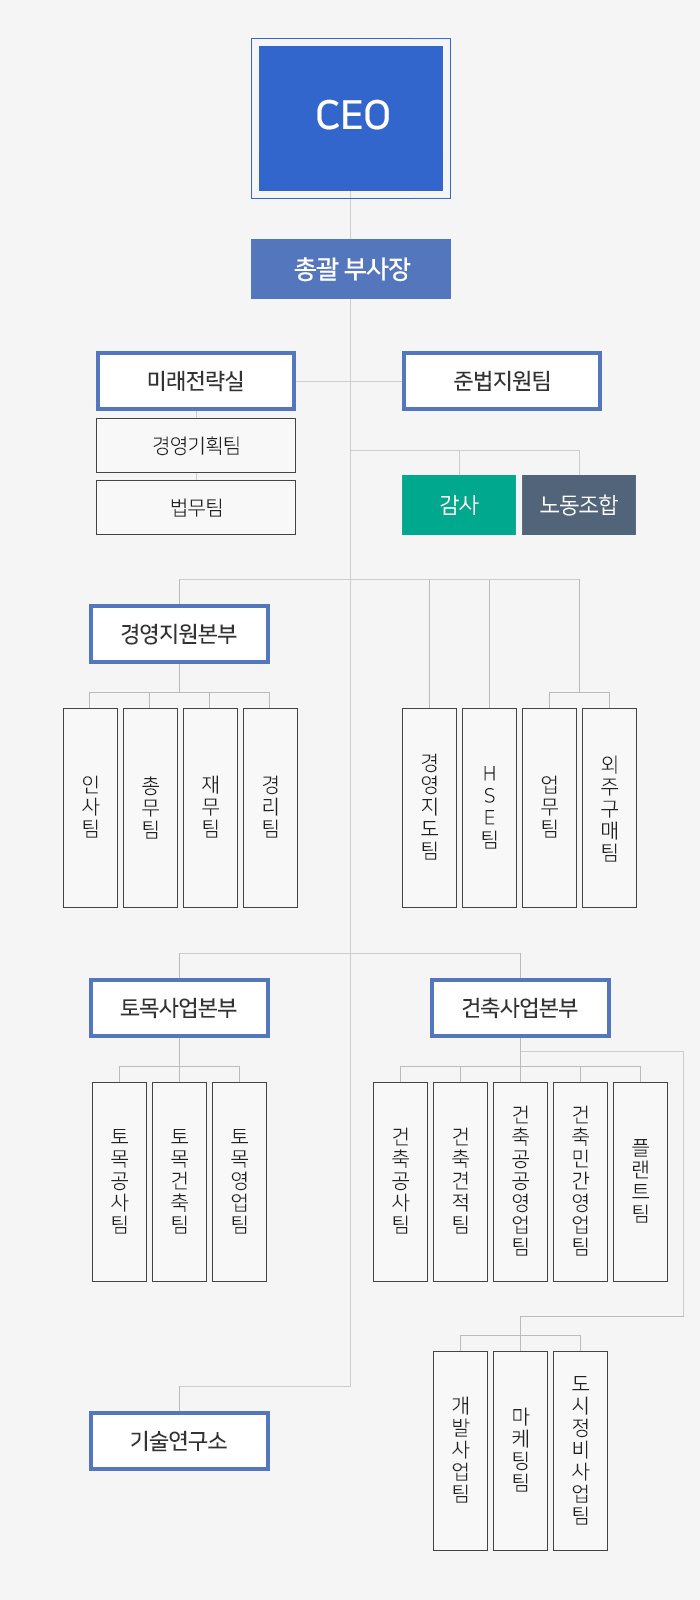 CEO
총괄 부사장
미래전략실
준법지원팀
경영기획팀
법무팀
감사
노동조합
경영지원본부
인사팀
총무팀
재무팀
경리팀
경영지도팀
HSE팀
업무팀
외주구매팀
토목사업본부
건축사업본부
토목공사팀
토목건축팀
토목영업팀
건축공사팀
건축견적팀
건축공공영업팀
건축민간영업팀
플랜트팀
개발사업팀
마케팅팀
도시정비사업팀
기술연구소